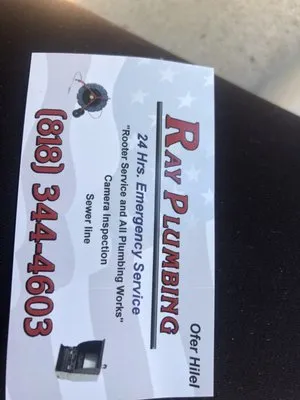 Ofer Hilel
RAY PLUMBING
24 Hrs. Emergency Service
"Rooter Service and All Plumbing Works"
Camera Inspection
Sewer line
(818) 344-4603